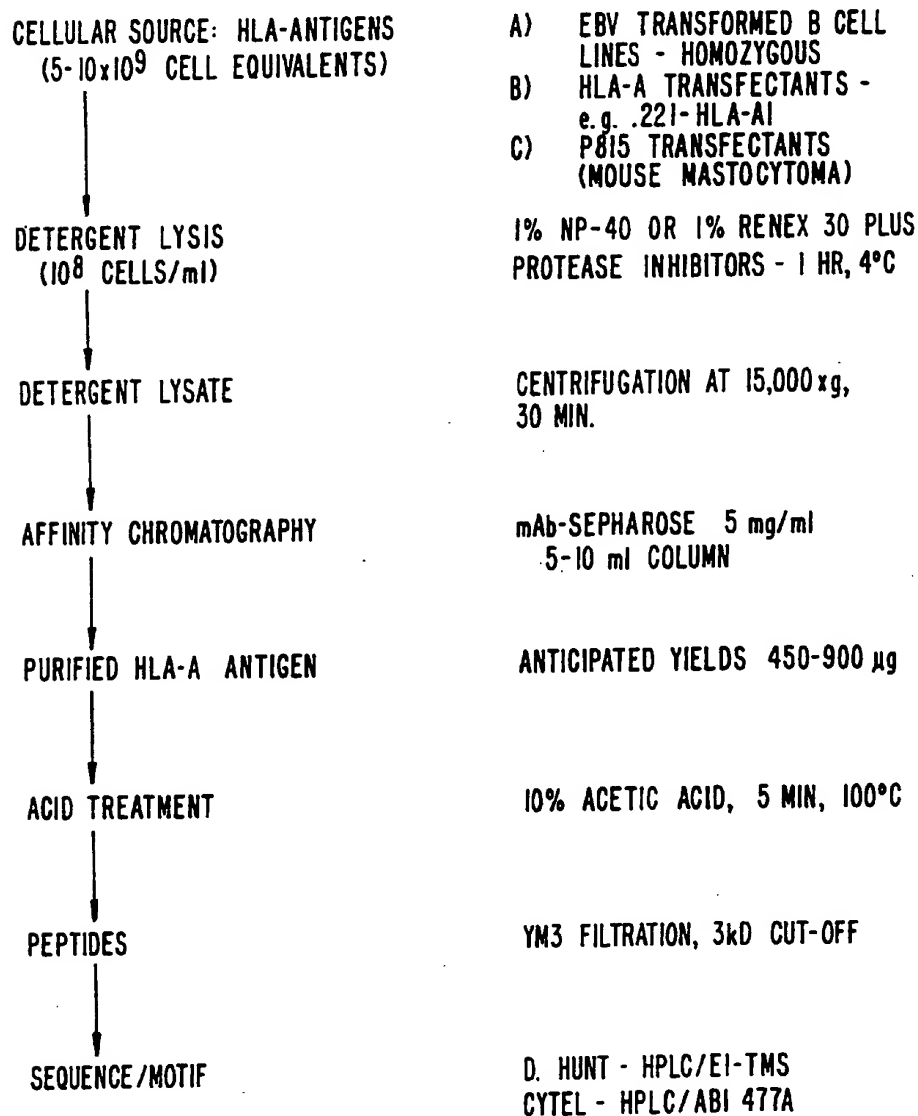 CELLULAR SOURCE: HLA-ANTIGENS
(5-10x10⁹ CELL EQUIVALENTS)
A) EBV TRANSFORMED B CELL
LINES - HOMOZYGOUS
B) HLA-A TRANSFECTANTS -
e.g. .221-HLA-A1
C) P815 TRANSFECTANTS
(MOUSE MASTOCYTOMA)
DETERGENT LYSIS
(10⁸ CELLS/ml)
1% NP-40 OR 1% RENEX 30 PLUS
PROTEASE INHIBITORS - 1 HR, 4°C
DETERGENT LYSATE
CENTRIFUGATION AT 15,000xg,
30 MIN.
AFFINITY CHROMATOGRAPHY
mAb-SEPHAROSE 5 mg/ml
5-10 ml COLUMN
PURIFIED HLA-A ANTIGEN
ANTICIPATED YIELDS 450-900 µg
ACID TREATMENT
10% ACETIC ACID, 5 MIN, 100°C
PEPTIDES
YM3 FILTRATION, 3kD CUT-OFF
SEQUENCE/MOTIF
D. HUNT - HPLC/EI-TMS
CYTEL - HPLC/ABI 477A